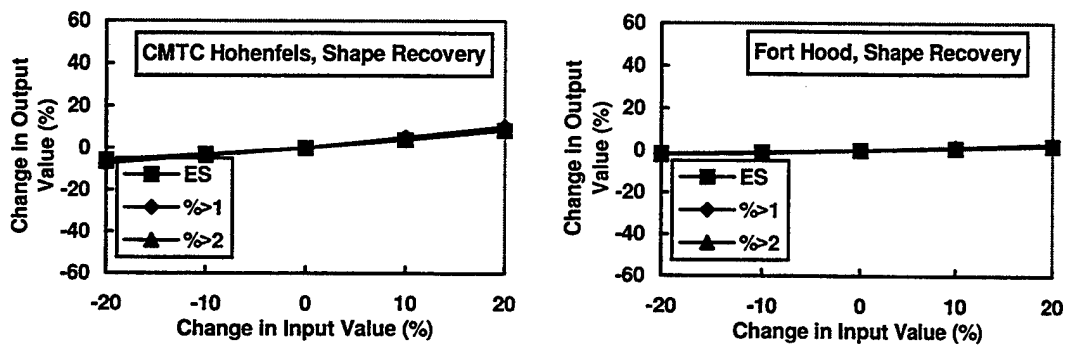 CMTC Hohenfels, Shape Recovery
Change in Output
Value (%)
60
40
20
0
-20
-40
-60
ES
%>1
%>2
-20 -10 0 10 20
Change in Input Value (%)
Fort Hood, Shape Recovery
Change in Output
Value (%)
60
40
20
0
-20
-40
-60
ES
%>1
%>2
-20 -10 0 10 20
Change in Input Value (%)